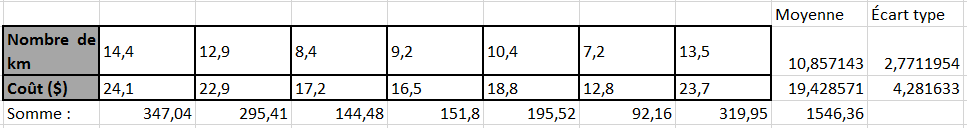 Moyenne Écart type
Nombre de km 14,4 12,9 8,4 9,2 10,4 7,2 13,5 10,857143 2,7711954
Coût ($) 24,1 22,9 17,2 16,5 18,8 12,8 23,7 19,428571 4,281633
Somme : 347,04 295,41 144,48 151,8 195,52 92,16 319,95 1546,36